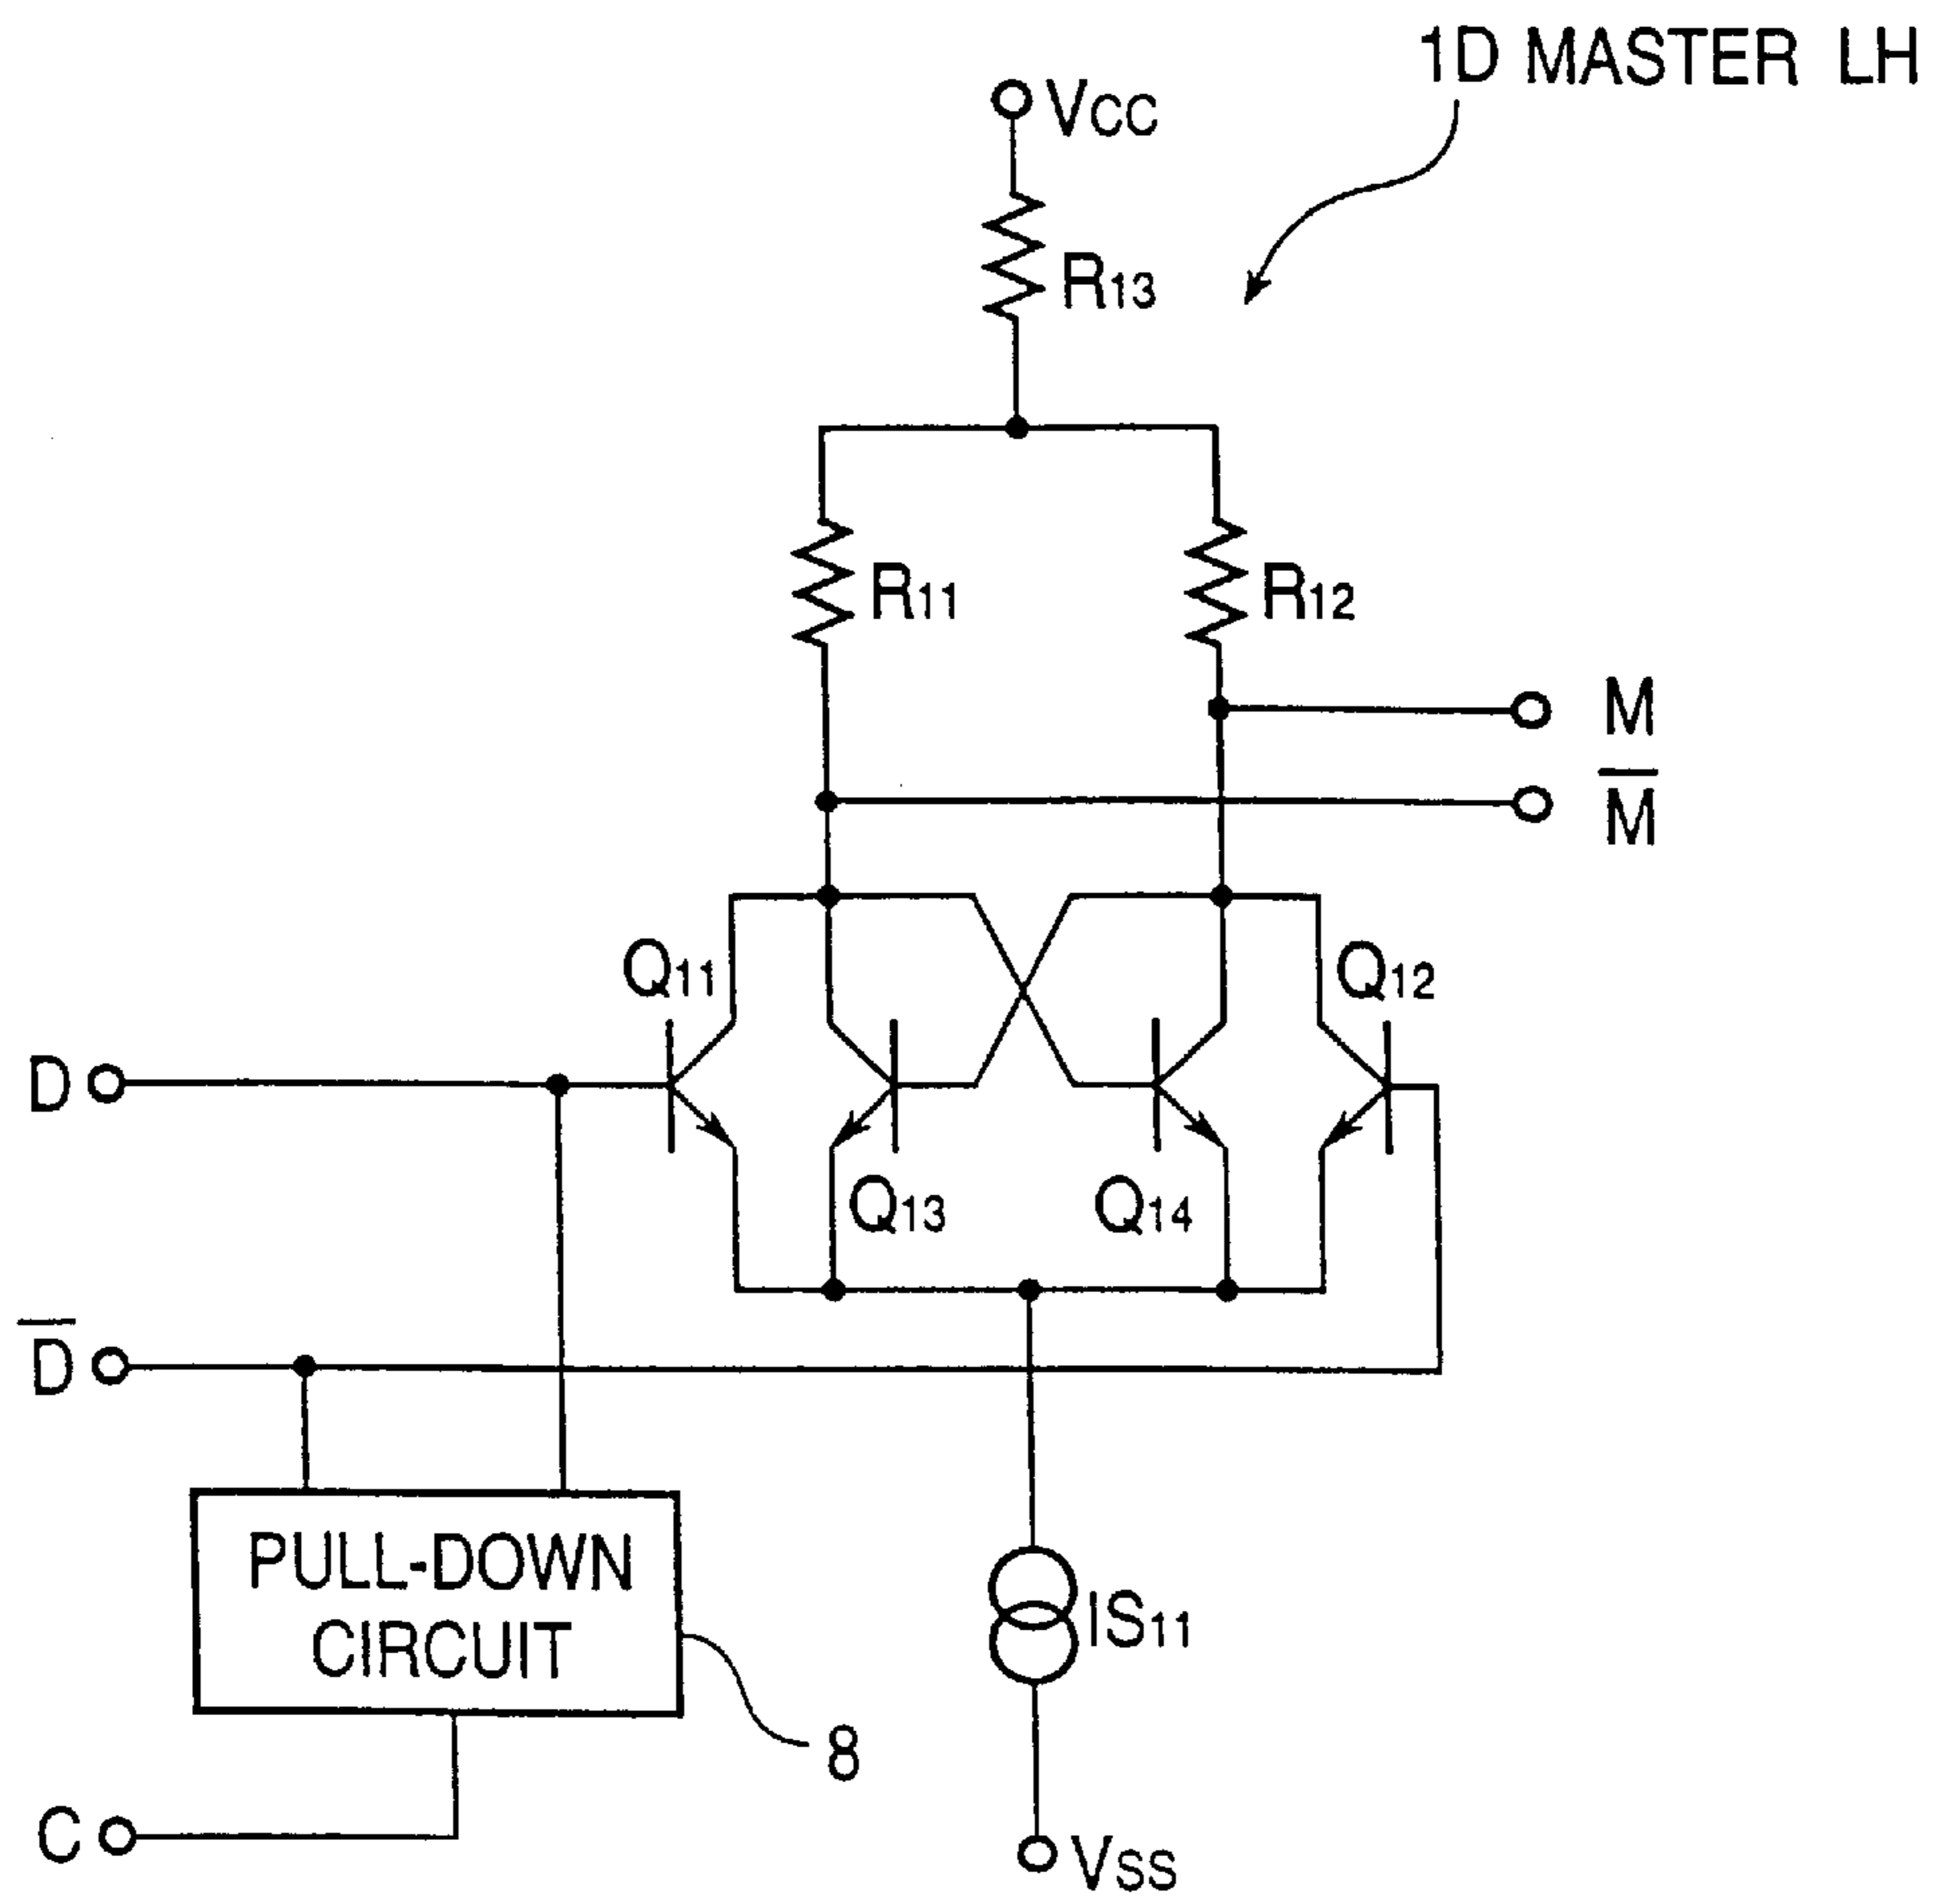 1D MASTER LH
VCC
R13
R11
R12
M
M̅
Q11
Q12
D
Q13
Q14
D̅
PULL-DOWN
CIRCUIT
IS11
8
C
VSS